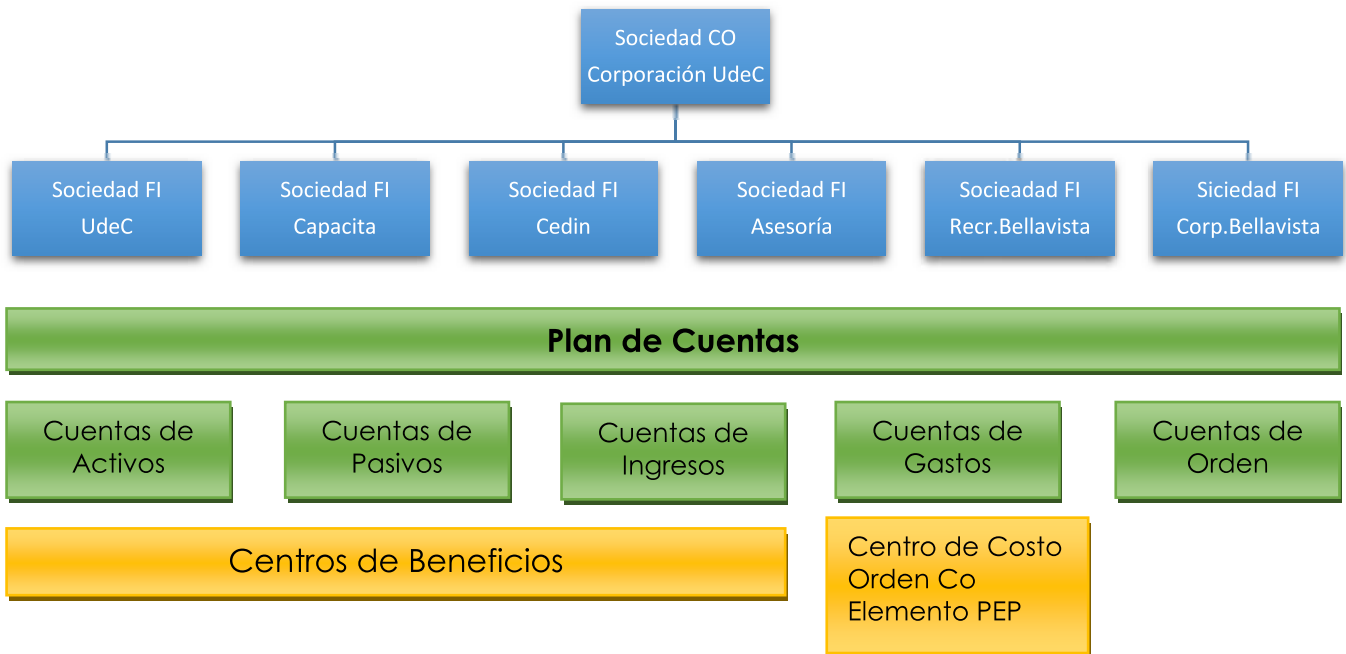 Sociedad CO
Corporación UdeC
Sociedad FI
UdeC
Sociedad FI
Capacita
Sociedad FI
Cedin
Sociedad FI
Asesoría
Socieadad FI
Recr.Bellavista
Siciedad FI
Corp.Bellavista
Plan de Cuentas
Cuentas de
Activos
Cuentas de
Pasivos
Cuentas de
Ingresos
Cuentas de
Gastos
Cuentas de
Orden
Centros de Beneficios
Centro de Costo
Orden Co
Elemento PEP